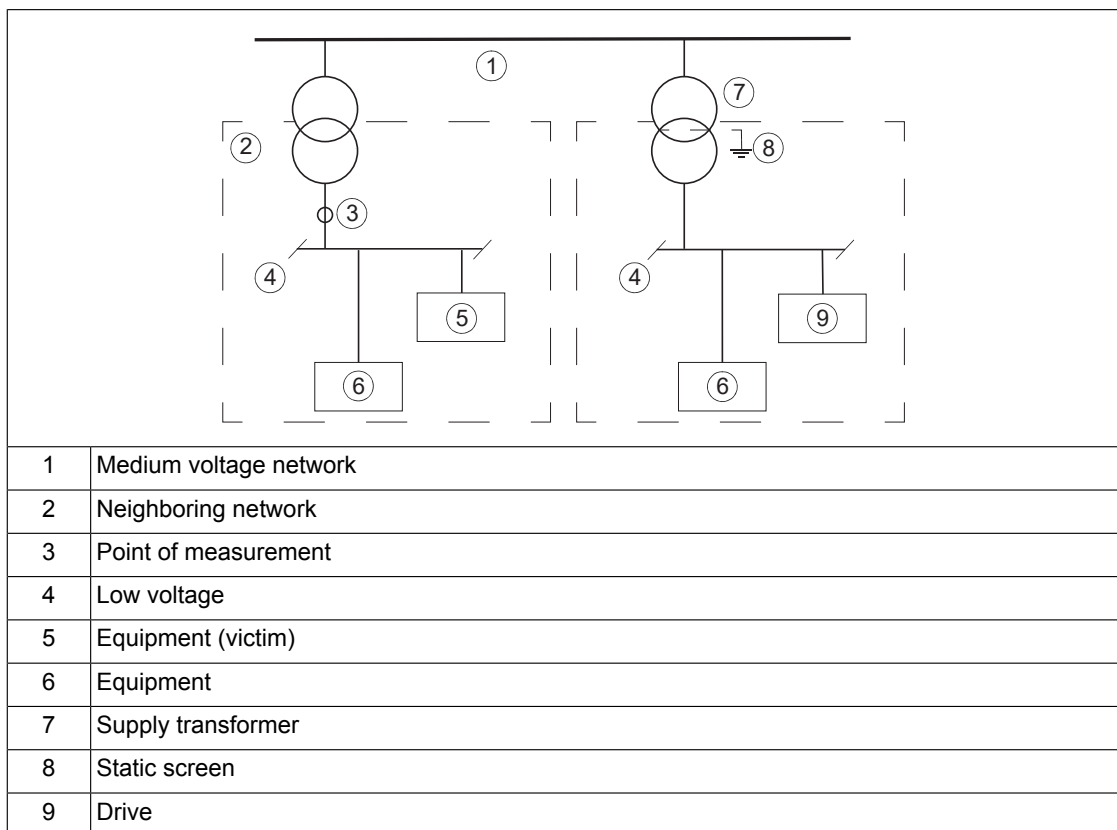 1
7
2
8
3
4
4
5
9
6
6
1 Medium voltage network
2 Neighboring network
3 Point of measurement
4 Low voltage
5 Equipment (victim)
6 Equipment
7 Supply transformer
8 Static screen
9 Drive